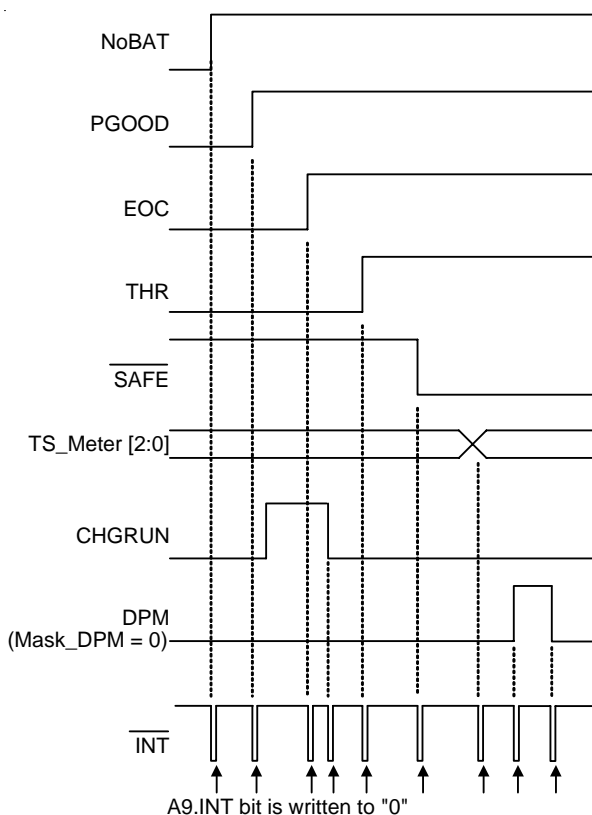 NoBAT
PGOOD
EOC
THR
SAFE
TS_Meter [2:0]
CHGRUN
DPM
(Mask_DPM = 0)
INT
A9.INT bit is written to "0"